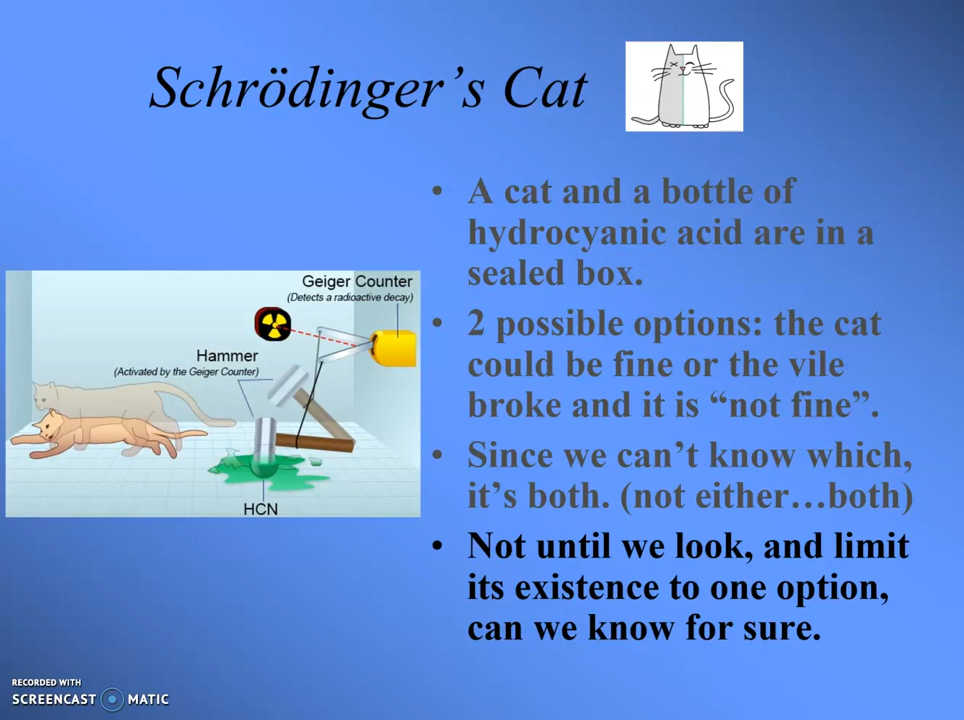 Schrödinger’s Cat
• A cat and a bottle of
hydrocyanic acid are in a
sealed box.
• 2 possible options: the cat
could be fine or the vile
broke and it is “not fine”.
• Since we can’t know which,
it’s both. (not either…both)
• Not until we look, and limit
its existence to one option,
can we know for sure.
Geiger Counter
(Detects a radioactive decay)
Hammer
(Activated by the Geiger Counter)
HCN
RECORDED WITH
SCREENCAST MATIC